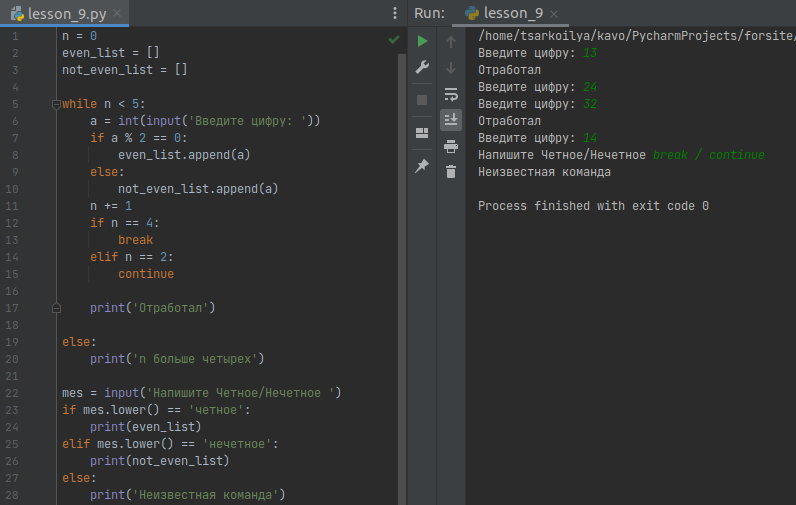 lesson_9.py
1 n = 0
2 even_list = []
3 not_even_list = []
4
5 while n < 5:
6 a = int(input('Введите цифру: '))
7 if a % 2 == 0:
8 even_list.append(a)
9 else:
10 not_even_list.append(a)
11 n += 1
12 if n == 4:
13 break
14 elif n == 2:
15 continue
16
17 print('Отработал')
18
19 else:
20 print('n больше четырех')
21
22 mes = input('Напишите Четное/Нечетное ')
23 if mes.lower() == 'четное':
24 print(even_list)
25 elif mes.lower() == 'нечетное':
26 print(not_even_list)
27 else:
28 print('Неизвестная команда')
Run: lesson_9
/home/tsarkoilya/kavo/PycharmProjects/forsite/
Введите цифру: 13
Отработал
Введите цифру: 24
Введите цифру: 32
Отработал
Введите цифру: 14
Напишите Четное/Нечетное break / continue
Неизвестная команда
Process finished with exit code 0